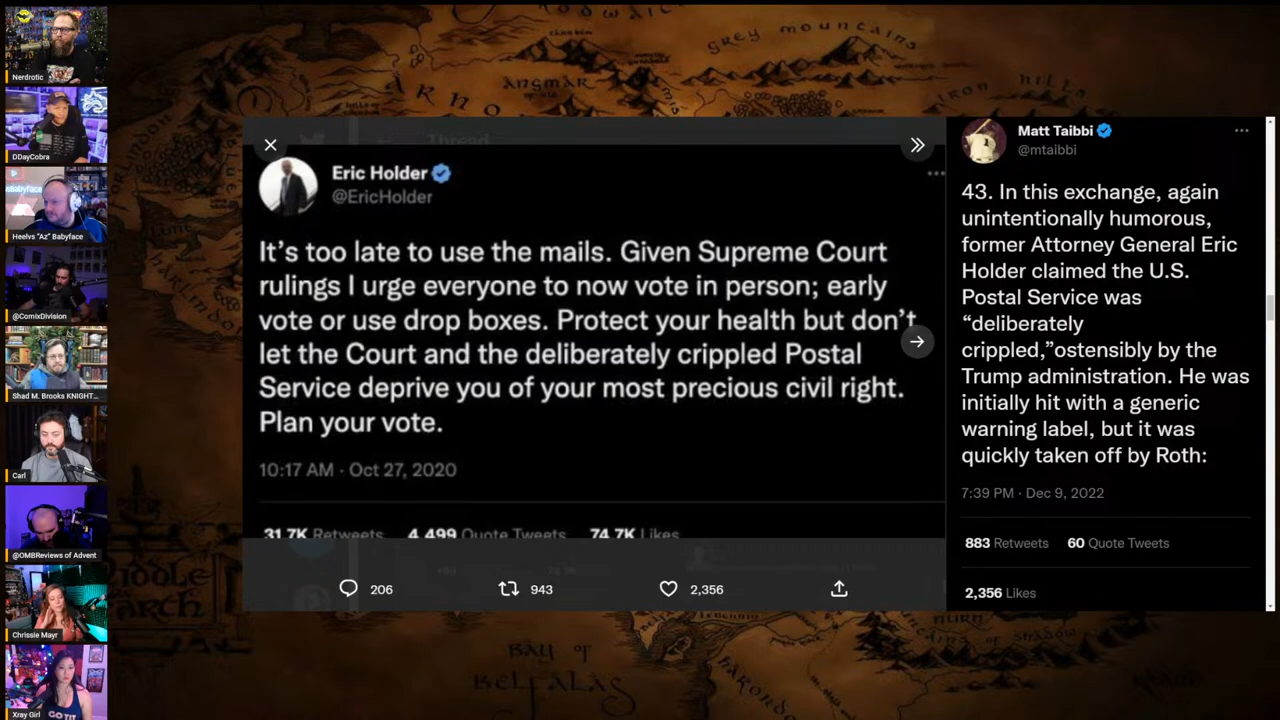 Nerdrotic
DDayCobra
Heelvs "Az" Babyface
@ComixDivision
Shad M. Brooks KNIGHT...
Carl
@OMBReviews of Advent
Chrissie Mayr
Xray Girl
GREY MOUNTAINS
ANGMAR
Thread
Eric Holder
@EricHolder
It's too late to use the mails. Given Supreme Court
rulings I urge everyone to now vote in person; early
vote or use drop boxes. Protect your health but don't
let the Court and the deliberately crippled Postal
Service deprive you of your most precious civil right.
Plan your vote.
10:17 AM · Oct 27, 2020
31.7K Retweets 4,499 Quote Tweets 74.7K Likes
206 943 2,356
Matt Taibbi
@mtaibbi
43. In this exchange, again
unintentionally humorous,
former Attorney General Eric
Holder claimed the U.S.
Postal Service was
“deliberately
crippled,”ostensibly by the
Trump administration. He was
initially hit with a generic
warning label, but it was
quickly taken off by Roth:
7:39 PM · Dec 9, 2022
883 Retweets 60 Quote Tweets
2,356 Likes
BAY OF
BELFALAS